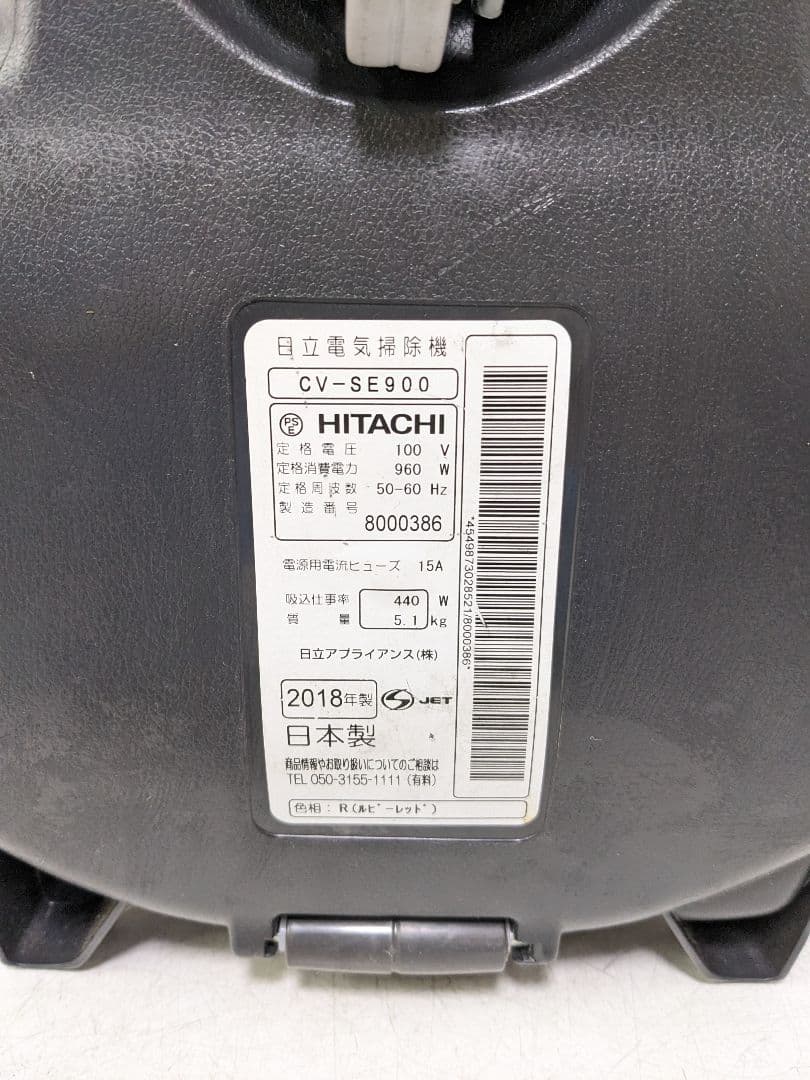 日立電気掃除機
CV-SE900
PS E HITACHI
定格電圧 100 V
定格消費電力 960 W
定格周波数 50-60 Hz
製造番号
8000386
電源用電流ヒューズ 15A
吸込仕事率 440 W
質量 5.1 kg
日立アプライアンス(株)
2018年製 S JET
日本製
商品情報やお取り扱いについてのご相談は
TEL 050-3155-1111 (有料)
色相：R(ルビーレッド)
*4549873028521/8000386*